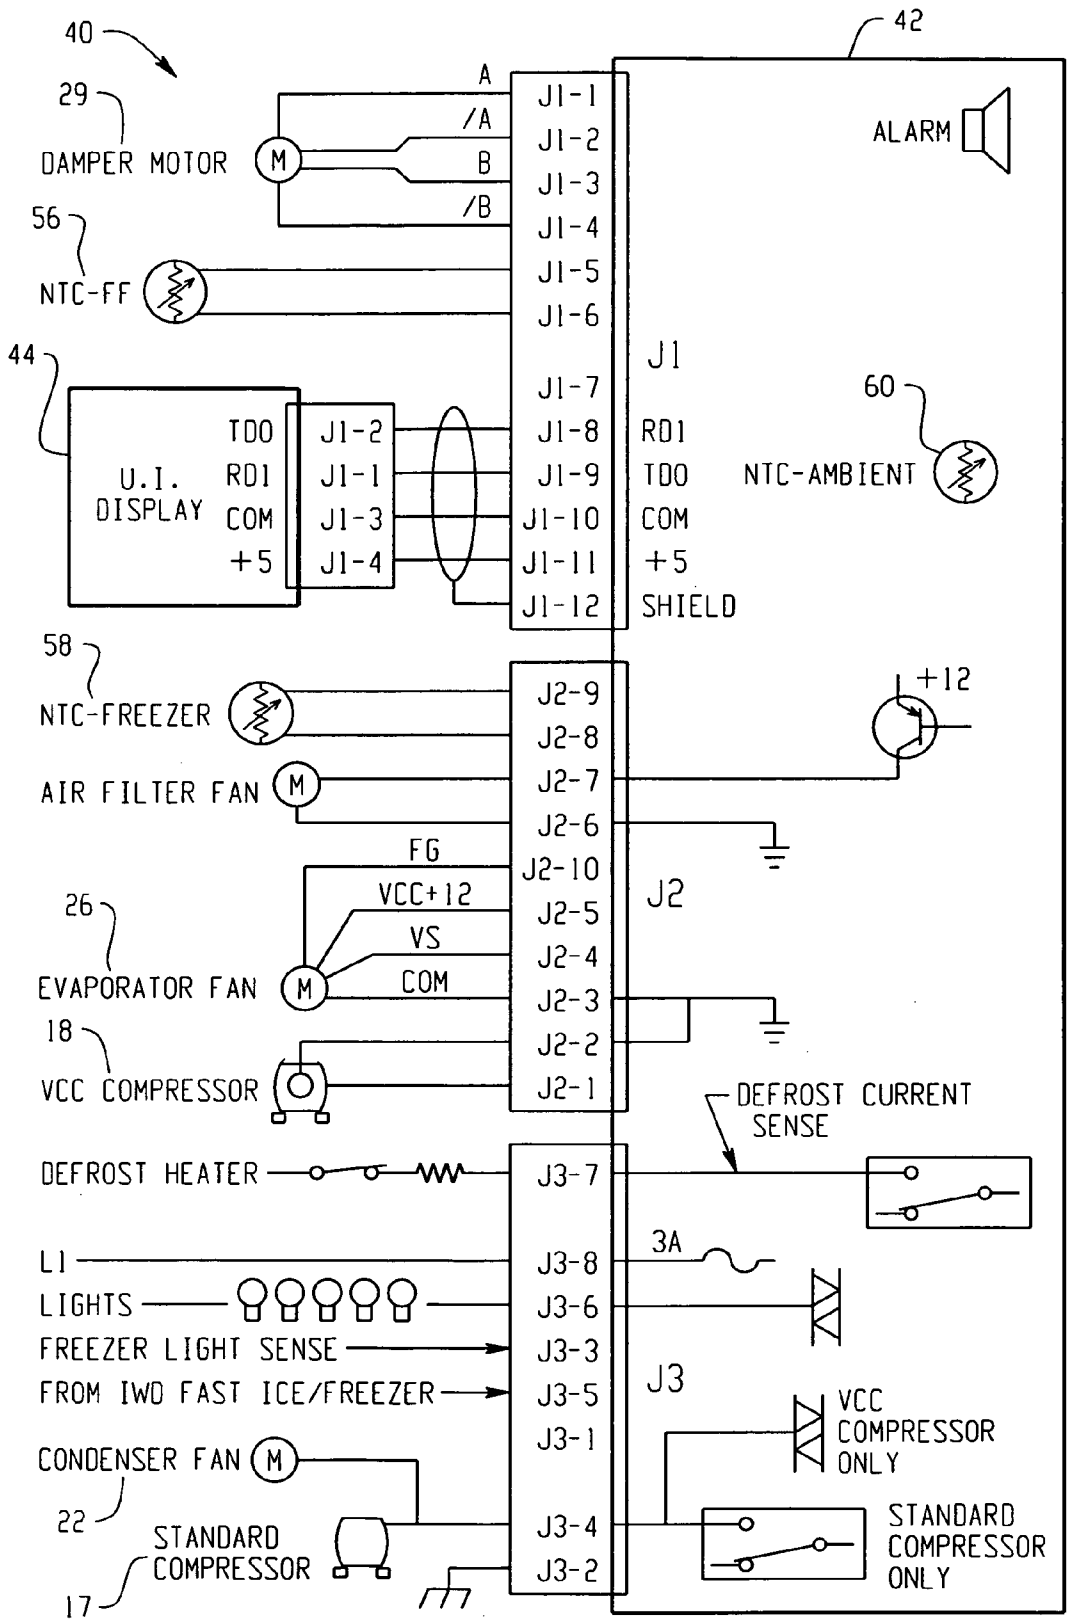 40
42
29
A
J1-1
ALARM
/A
J1-2
DAMPER MOTOR
M
B
J1-3
/B
J1-4
56
NTC-FF
J1-5
J1-6
J1
44
J1-7
60
TDO
J1-2
J1-8
RD1
U.I.
DISPLAY
RD1
J1-1
J1-9
TDO
NTC-AMBIENT
COM
J1-3
J1-10
COM
+5
J1-4
J1-11
+5
J1-12
SHIELD
58
NTC-FREEZER
J2-9
+12
J2-8
AIR FILTER FAN
M
J2-7
J2-6
FG
J2-10
J2
26
VCC+12
J2-5
VS
J2-4
EVAPORATOR FAN
M
COM
J2-3
18
J2-2
VCC COMPRESSOR
J2-1
DEFROST CURRENT
SENSE
DEFROST HEATER
J3-7
L1
J3-8
3A
LIGHTS
J3-6
FREEZER LIGHT SENSE
J3-3
J3
FROM IWD FAST ICE/FREEZER
J3-5
J3-1
VCC
COMPRESSOR
ONLY
CONDENSER FAN
M
22
STANDARD
COMPRESSOR
J3-4
STANDARD
COMPRESSOR
ONLY
J3-2
17